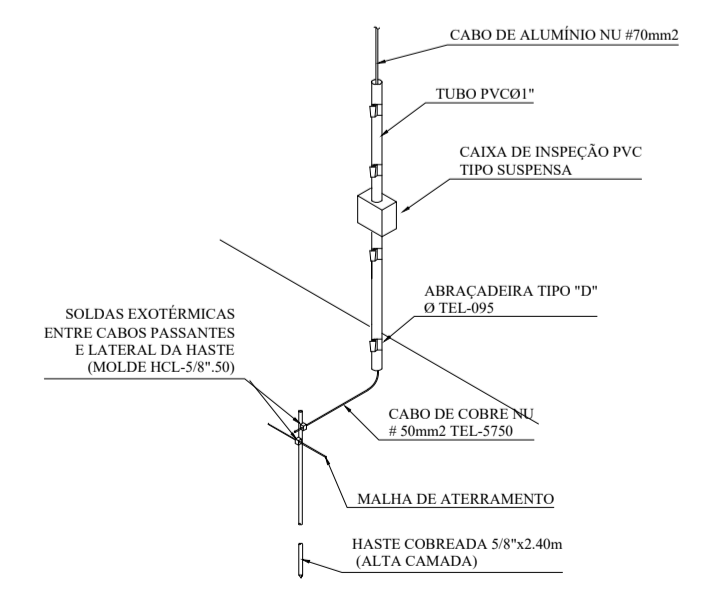 CABO DE ALUMÍNIO NU #70mm2
TUBO PVCØ1"
CAIXA DE INSPEÇÃO PVC
TIPO SUSPENSA
ABRAÇADEIRA TIPO "D"
Ø TEL-095
SOLDAS EXOTÉRMICAS
ENTRE CABOS PASSANTES
E LATERAL DA HASTE
(MOLDE HCL-5/8".50)
CABO DE COBRE NU
# 50mm2 TEL-5750
MALHA DE ATERRAMENTO
HASTE COBREADA 5/8"x2.40m
(ALTA CAMADA)